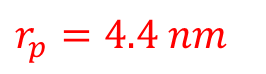 r_p = 4.4 nm